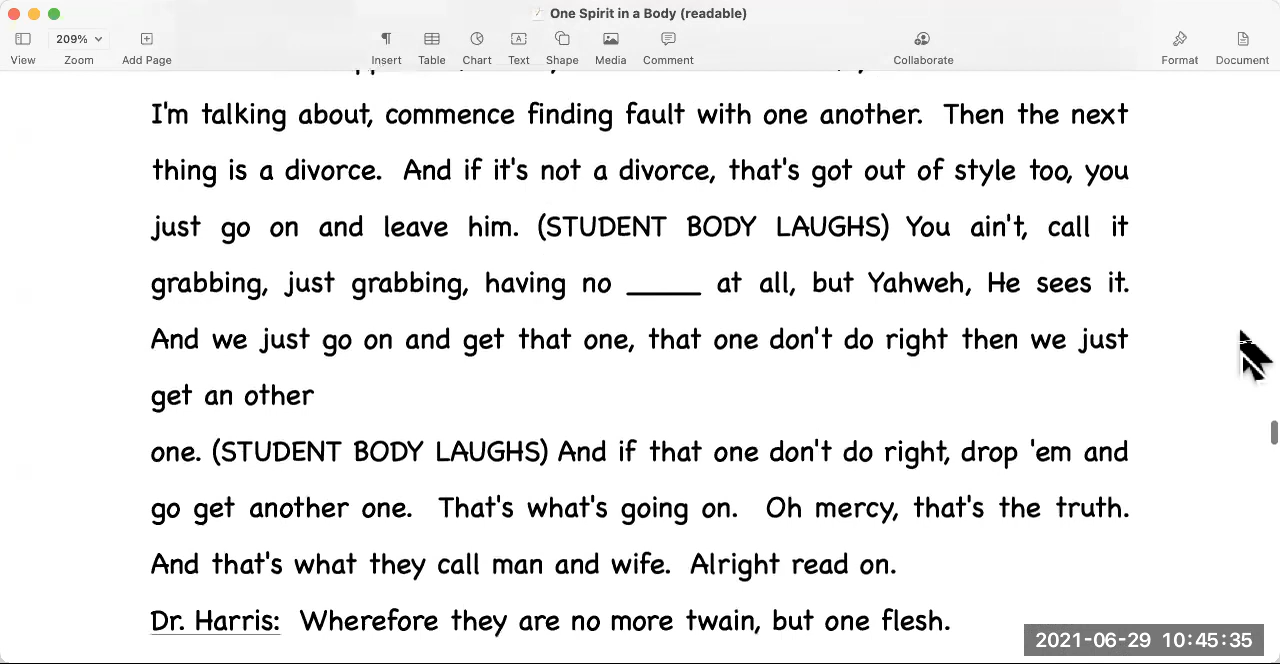 One Spirit in a Body (readable)
209%
View Zoom Add Page Insert Table Chart Text Shape Media Comment Collaborate Format Document
I'm talking about, commence finding fault with one another. Then the next
thing is a divorce. And if it's not a divorce, that's got out of style too, you
just go on and leave him. (STUDENT BODY LAUGHS) You ain't, call it
grabbing, just grabbing, having no _____ at all, but Yahweh, He sees it.
And we just go on and get that one, that one don't do right then we just
get an other
one. (STUDENT BODY LAUGHS) And if that one don't do right, drop 'em and
go get another one. That's what's going on. Oh mercy, that's the truth.
And that's what they call man and wife. Alright read on.
Dr. Harris: Wherefore they are no more twain, but one flesh.
2021-06-29 10:45:35